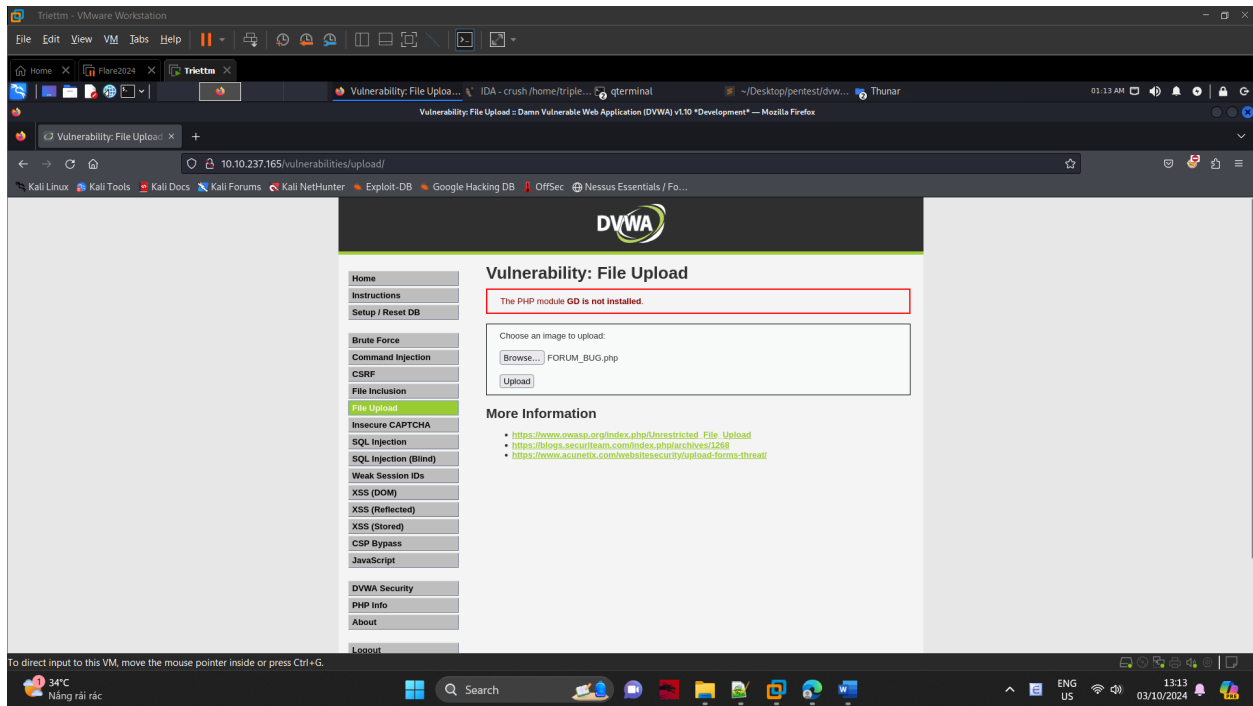 Triettm - VMware Workstation
File Edit View VM Tabs Help
Home Flare2024 Triettm
Vulnerability: File Uploa... IDA - crush /home/triple... qterminal ~/Desktop/pentest/dvw... Thunar 01:13 AM
Vulnerability: File Upload :: Damn Vulnerable Web Application (DVWA) v1.10 *Development* — Mozilla Firefox
Vulnerability: File Upload
10.10.237.165/vulnerabilities/upload/
Kali Linux Kali Tools Kali Docs Kali Forums Kali NetHunter Exploit-DB Google Hacking DB OffSec Nessus Essentials / Fo...
DVWA
Home
Instructions
Setup / Reset DB
Brute Force
Command Injection
CSRF
File Inclusion
File Upload
Insecure CAPTCHA
SQL Injection
SQL Injection (Blind)
Weak Session IDs
XSS (DOM)
XSS (Reflected)
XSS (Stored)
CSP Bypass
JavaScript
DVWA Security
PHP Info
About
Logout
Vulnerability: File Upload
The PHP module GD is not installed.
Choose an image to upload:
Browse... FORUM_BUG.php
Upload
More Information
https://www.owasp.org/index.php/Unrestricted_File_Upload
https://blogs.securiteam.com/index.php/archives/1268
https://www.acunetix.com/websitesecurity/upload-forms-threat/
To direct input to this VM, move the mouse pointer inside or press Ctrl+G.
1 34°C
Nắng rải rác
Search
ENG
US
13:13
03/10/2024